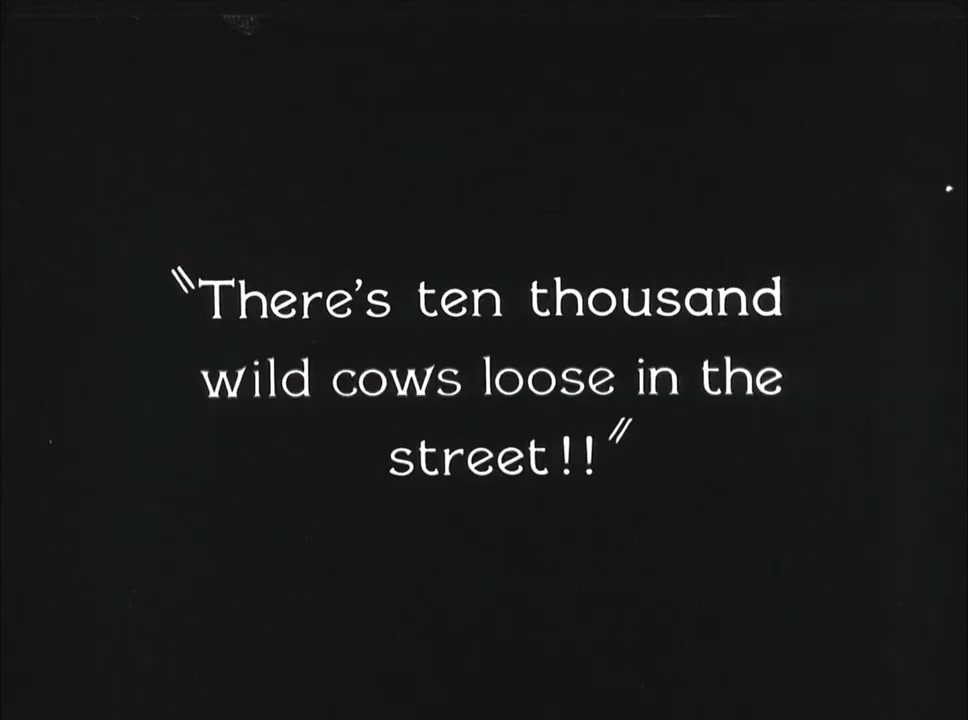 "There's ten thousand
wild cows loose in the
street!!"